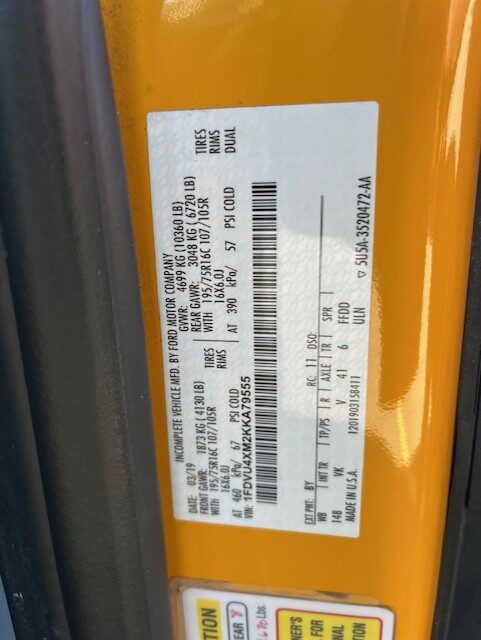 INCOMPLETE VEHICLE MFD. BY FORD MOTOR COMPANY
DATE: 03/19 GVWR: 4699 KG (10360 LB)
FRONT GAWR: 1873 KG ( 4130 LB) REAR GAWR: 3048 KG ( 6720 LB)
WITH 195/75R16C 107/105R TIRES WITH 195/75R16C 107/105R TIRES
16X6.0J RIMS 16X6.0J RIMS
AT 460 kPa/ 67 PSI COLD AT 390 kPa/ 57 PSI COLD DUAL
VIN: 1FDVU4XM2KKA79555
EXT PNT: BY RC: 11 DSO:
WB INT TR TP/PS R AXLE TR SPR
148 VK V 41 6 FFDD
ULN
MADE IN U.S.A. 1201903158411
▽ 5U5A-3520472-AA